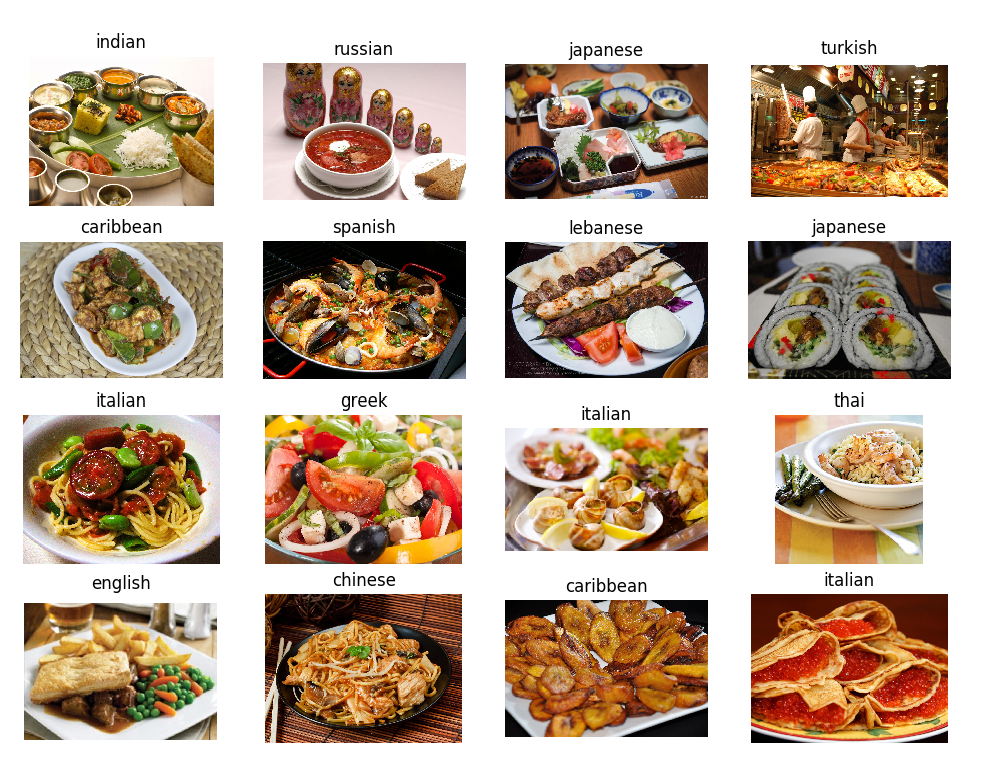 indian
russian
japanese
turkish
caribbean
spanish
lebanese
japanese
italian
greek
italian
thai
english
chinese
caribbean
italian